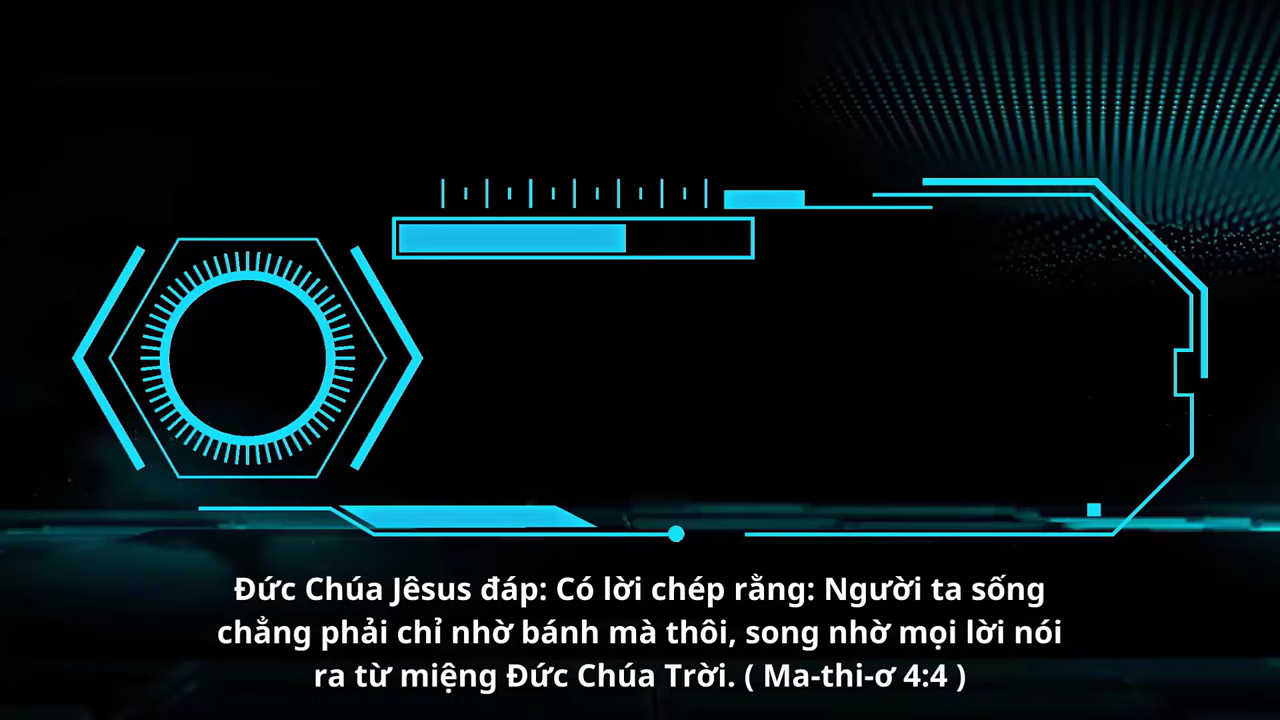 Đức Chúa Jêsus đáp: Có lời chép rằng: Người ta sống
chẳng phải chỉ nhờ bánh mà thôi, song nhờ mọi lời nói
ra từ miệng Đức Chúa Trời. ( Ma-thi-ơ 4:4 )